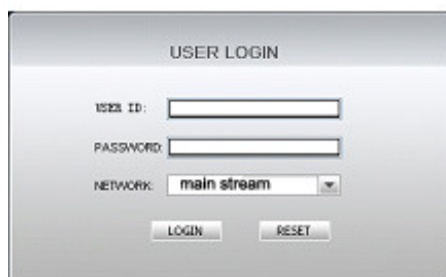 USER LOGIN
USER ID:
PASSWORD:
NETWORK: main stream
LOGIN RESET